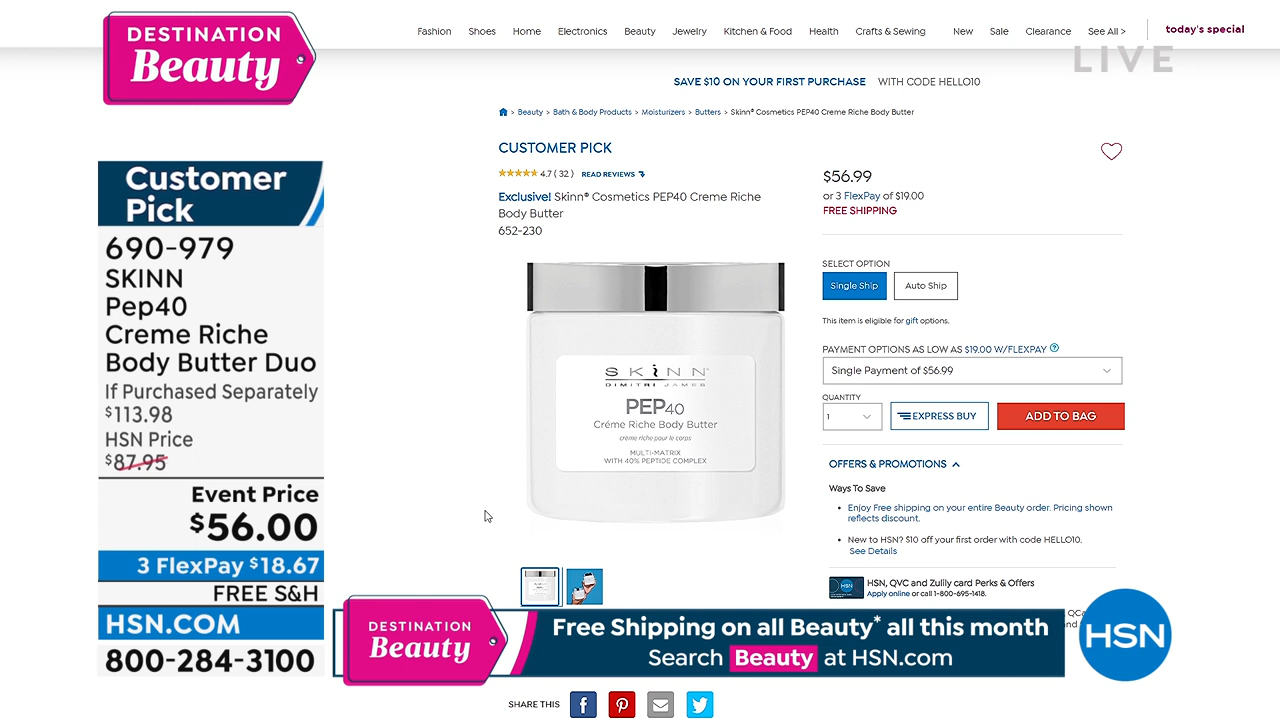 DESTINATION
Beauty
Fashion Shoes Home Electronics Beauty Jewelry Kitchen & Food Health Crafts & Sewing New Sale Clearance See All > today's special
LIVE
SAVE $10 ON YOUR FIRST PURCHASE WITH CODE HELLO10
> Beauty > Bath & Body Products > Moisturizers > Butters > Skinn® Cosmetics PEP40 Creme Riche Body Butter
CUSTOMER PICK
4.7 ( 32 ) READ REVIEWS
Exclusive! Skinn® Cosmetics PEP40 Creme Riche
Body Butter
652-230
SKINN®
DIMITRI JAMES
PEP40
Créme Riche Body Butter
crème riche pour le corps
MULTI-MATRIX
WITH 40% PEPTIDE COMPLEX
$56.99
or 3 FlexPay of $19.00
FREE SHIPPING
SELECT OPTION
Single Ship Auto Ship
This item is eligible for gift options.
PAYMENT OPTIONS AS LOW AS $19.00 W/FLEXPAY ?
Single Payment of $56.99
QUANTITY
1 EXPRESS BUY ADD TO BAG
OFFERS & PROMOTIONS
Ways To Save
• Enjoy Free shipping on your entire Beauty order. Pricing shown
reflects discount.
• New to HSN? $10 off your first order with code HELLO10.
See Details
HSN, QVC and Zulily card Perks & Offers
Apply online or call 1-800-695-1418.
Customer
Pick
690-979
SKINN
Pep40
Creme Riche
Body Butter Duo
If Purchased Separately
$113.98
HSN Price
$87.95
Event Price
$56.00
3 FlexPay $18.67
FREE S&H
HSN.COM
800-284-3100
DESTINATION
Beauty
Free Shipping on all Beauty* all this month
Search Beauty at HSN.com
HSN
SHARE THIS